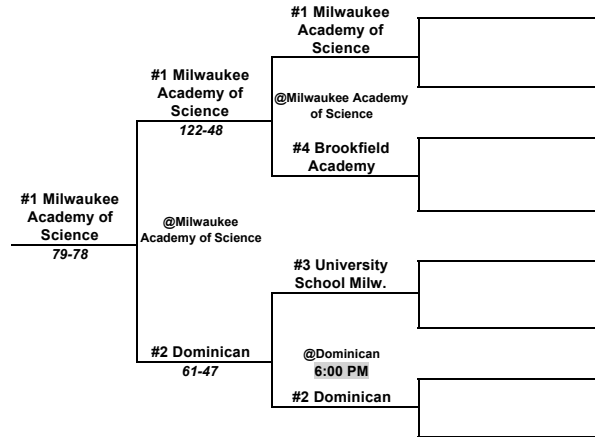 #1 Milwaukee
Academy of
Science
#1 Milwaukee
Academy of
Science
122-48
@Milwaukee Academy
of Science
#4 Brookfield
Academy
#1 Milwaukee
Academy of
Science
79-78
@Milwaukee
Academy of Science
#3 University
School Milw.
#2 Dominican
61-47
@Dominican
6:00 PM
#2 Dominican